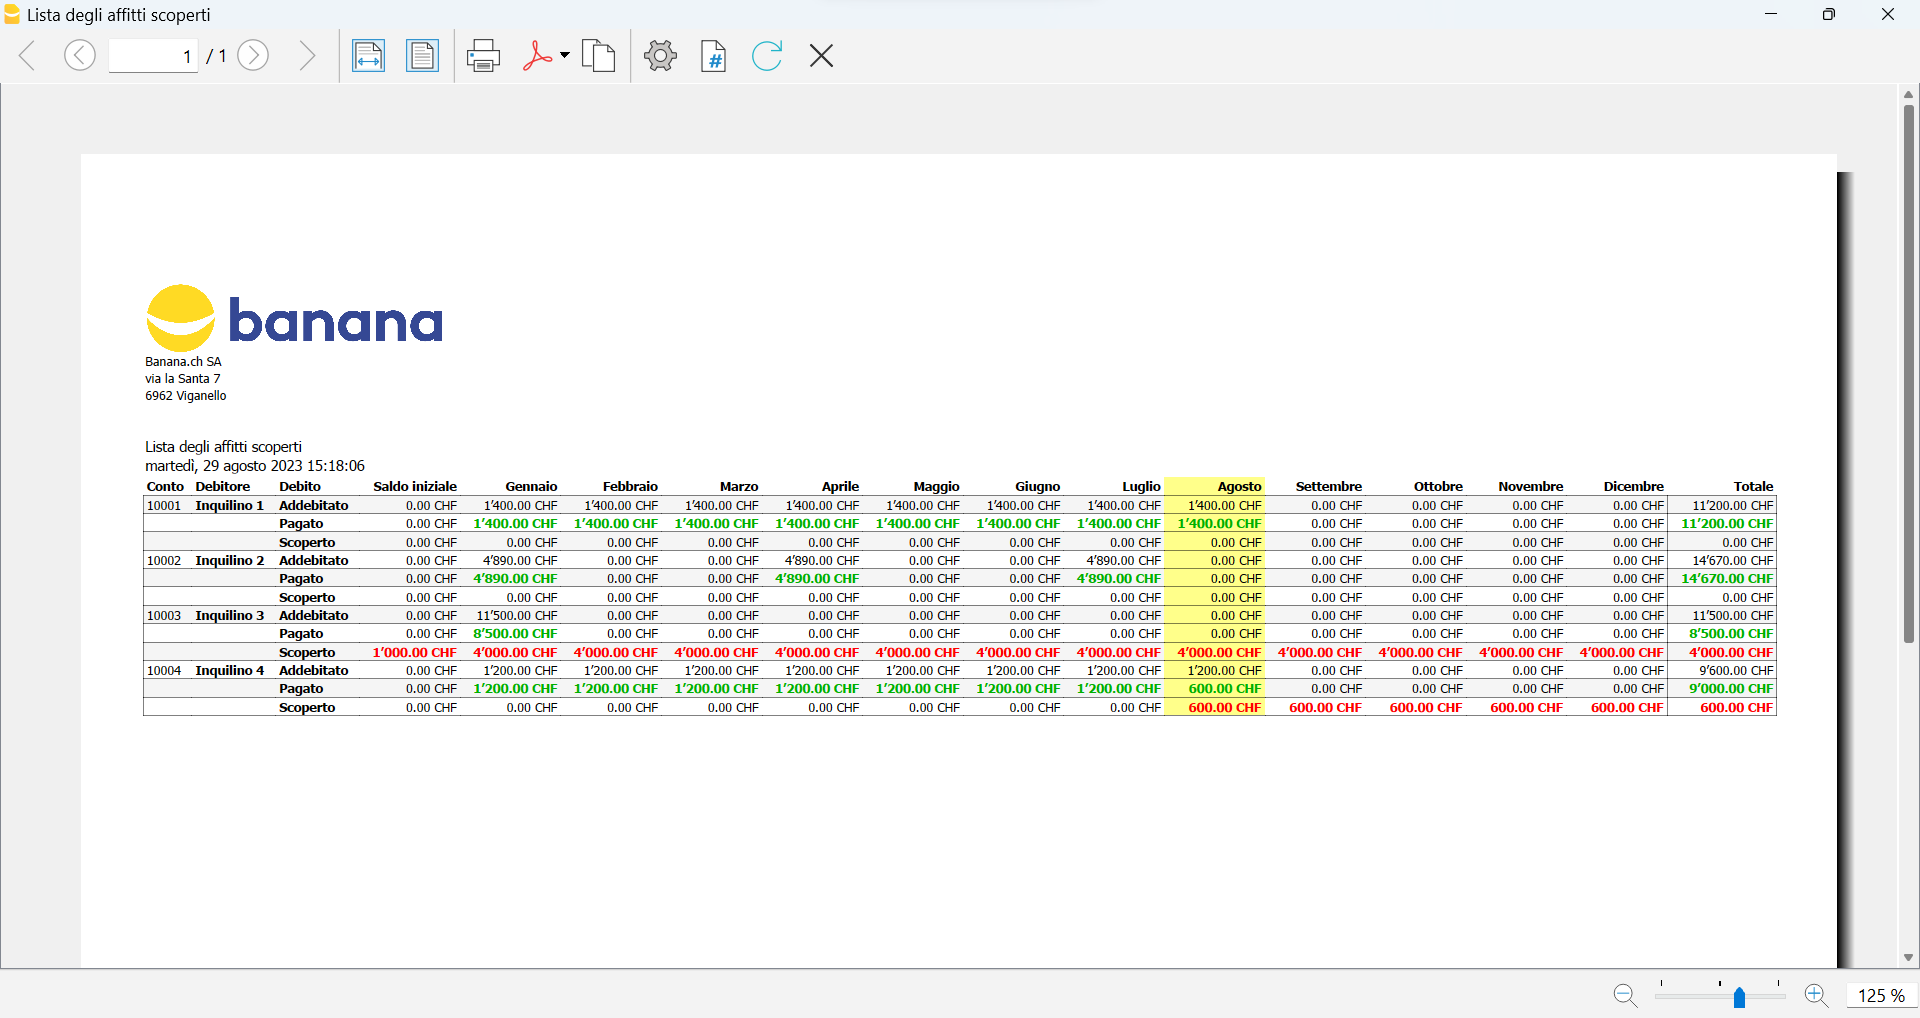 Lista degli affitti scoperti
1 / 1
banana
Banana.ch SA
via la Santa 7
6962 Viganello
Lista degli affitti scoperti
martedì, 29 agosto 2023 15:18:06
Conto Debitore Debito Saldo iniziale Gennaio Febbraio Marzo Aprile Maggio Giugno Luglio Agosto Settembre Ottobre Novembre Dicembre Totale
10001 Inquilino 1 Addebitato 0.00 CHF 1'400.00 CHF 1'400.00 CHF 1'400.00 CHF 1'400.00 CHF 1'400.00 CHF 1'400.00 CHF 1'400.00 CHF 1'400.00 CHF 0.00 CHF 0.00 CHF 0.00 CHF 0.00 CHF 11'200.00 CHF
Pagato 0.00 CHF 1'400.00 CHF 1'400.00 CHF 1'400.00 CHF 1'400.00 CHF 1'400.00 CHF 1'400.00 CHF 1'400.00 CHF 1'400.00 CHF 0.00 CHF 0.00 CHF 0.00 CHF 0.00 CHF 11'200.00 CHF
Scoperto 0.00 CHF 0.00 CHF 0.00 CHF 0.00 CHF 0.00 CHF 0.00 CHF 0.00 CHF 0.00 CHF 0.00 CHF 0.00 CHF 0.00 CHF 0.00 CHF 0.00 CHF 0.00 CHF
10002 Inquilino 2 Addebitato 0.00 CHF 4'890.00 CHF 0.00 CHF 0.00 CHF 4'890.00 CHF 0.00 CHF 0.00 CHF 4'890.00 CHF 0.00 CHF 0.00 CHF 0.00 CHF 0.00 CHF 0.00 CHF 14'670.00 CHF
Pagato 0.00 CHF 4'890.00 CHF 0.00 CHF 0.00 CHF 4'890.00 CHF 0.00 CHF 0.00 CHF 4'890.00 CHF 0.00 CHF 0.00 CHF 0.00 CHF 0.00 CHF 0.00 CHF 14'670.00 CHF
Scoperto 0.00 CHF 0.00 CHF 0.00 CHF 0.00 CHF 0.00 CHF 0.00 CHF 0.00 CHF 0.00 CHF 0.00 CHF 0.00 CHF 0.00 CHF 0.00 CHF 0.00 CHF 0.00 CHF
10003 Inquilino 3 Addebitato 0.00 CHF 11'500.00 CHF 0.00 CHF 0.00 CHF 0.00 CHF 0.00 CHF 0.00 CHF 0.00 CHF 0.00 CHF 0.00 CHF 0.00 CHF 0.00 CHF 0.00 CHF 11'500.00 CHF
Pagato 0.00 CHF 8'500.00 CHF 0.00 CHF 0.00 CHF 0.00 CHF 0.00 CHF 0.00 CHF 0.00 CHF 0.00 CHF 0.00 CHF 0.00 CHF 0.00 CHF 0.00 CHF 8'500.00 CHF
Scoperto 1'000.00 CHF 4'000.00 CHF 4'000.00 CHF 4'000.00 CHF 4'000.00 CHF 4'000.00 CHF 4'000.00 CHF 4'000.00 CHF 4'000.00 CHF 4'000.00 CHF 4'000.00 CHF 4'000.00 CHF 4'000.00 CHF 4'000.00 CHF
10004 Inquilino 4 Addebitato 0.00 CHF 1'200.00 CHF 1'200.00 CHF 1'200.00 CHF 1'200.00 CHF 1'200.00 CHF 1'200.00 CHF 1'200.00 CHF 1'200.00 CHF 0.00 CHF 0.00 CHF 0.00 CHF 0.00 CHF 9'600.00 CHF
Pagato 0.00 CHF 1'200.00 CHF 1'200.00 CHF 1'200.00 CHF 1'200.00 CHF 1'200.00 CHF 1'200.00 CHF 1'200.00 CHF 600.00 CHF 0.00 CHF 0.00 CHF 0.00 CHF 0.00 CHF 9'000.00 CHF
Scoperto 0.00 CHF 0.00 CHF 0.00 CHF 0.00 CHF 0.00 CHF 0.00 CHF 0.00 CHF 0.00 CHF 600.00 CHF 600.00 CHF 600.00 CHF 600.00 CHF 600.00 CHF 600.00 CHF
125 %